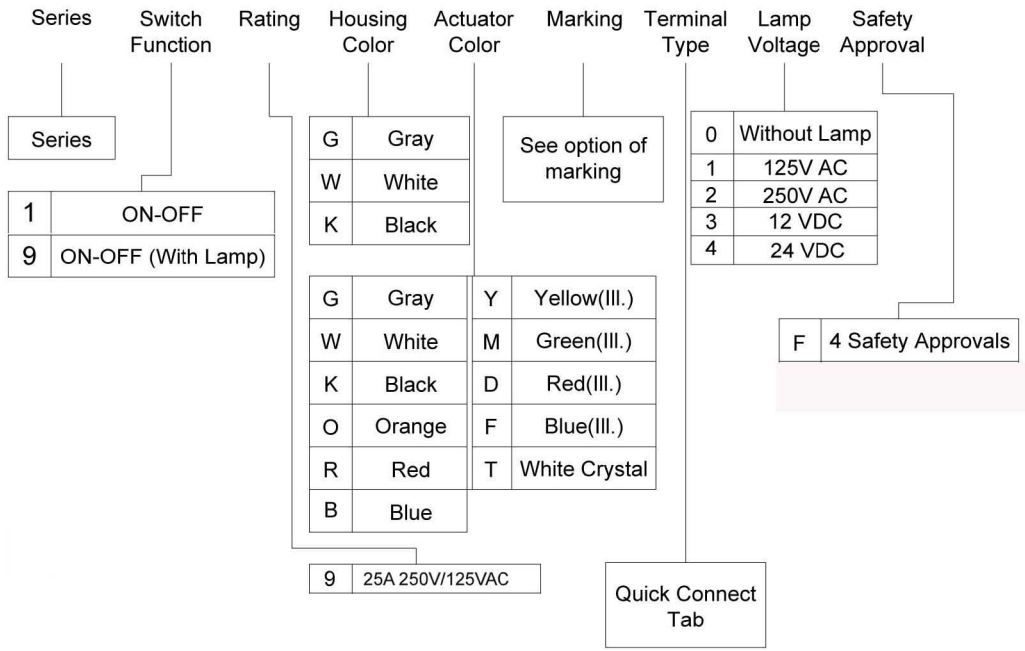 Series Switch Function Rating Housing Color Actuator Color Marking Terminal Type Lamp Voltage Safety Approval
Series
1 ON-OFF
9 ON-OFF (With Lamp)
G Gray
W White
K Black
See option of
marking
0 Without Lamp
1 125V AC
2 250V AC
3 12 VDC
4 24 VDC
G Gray Y Yellow(Ill.)
W White M Green(Ill.)
K Black D Red(Ill.)
O Orange F Blue(Ill.)
R Red T White Crystal
B Blue
F 4 Safety Approvals
9 25A 250V/125VAC
Quick Connect
Tab